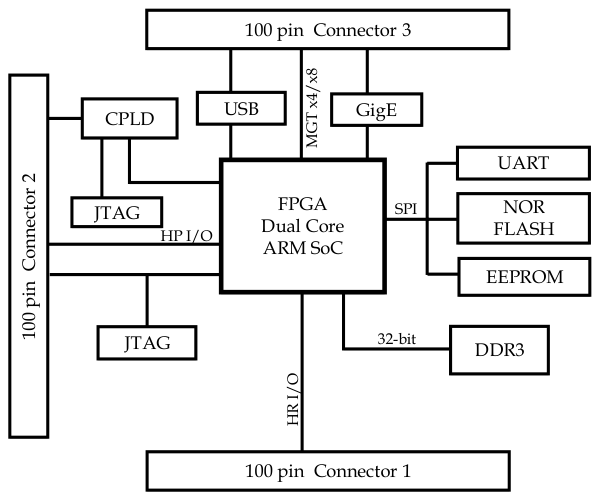 100 pin Connector 3
USB
MGT x4/x8
GigE
CPLD
JTAG
100 pin Connector 2
HP I/O
FPGA
Dual Core
ARM SoC
SPI
UART
NOR
FLASH
EEPROM
JTAG
32-bit
DDR3
HR I/O
100 pin Connector 1